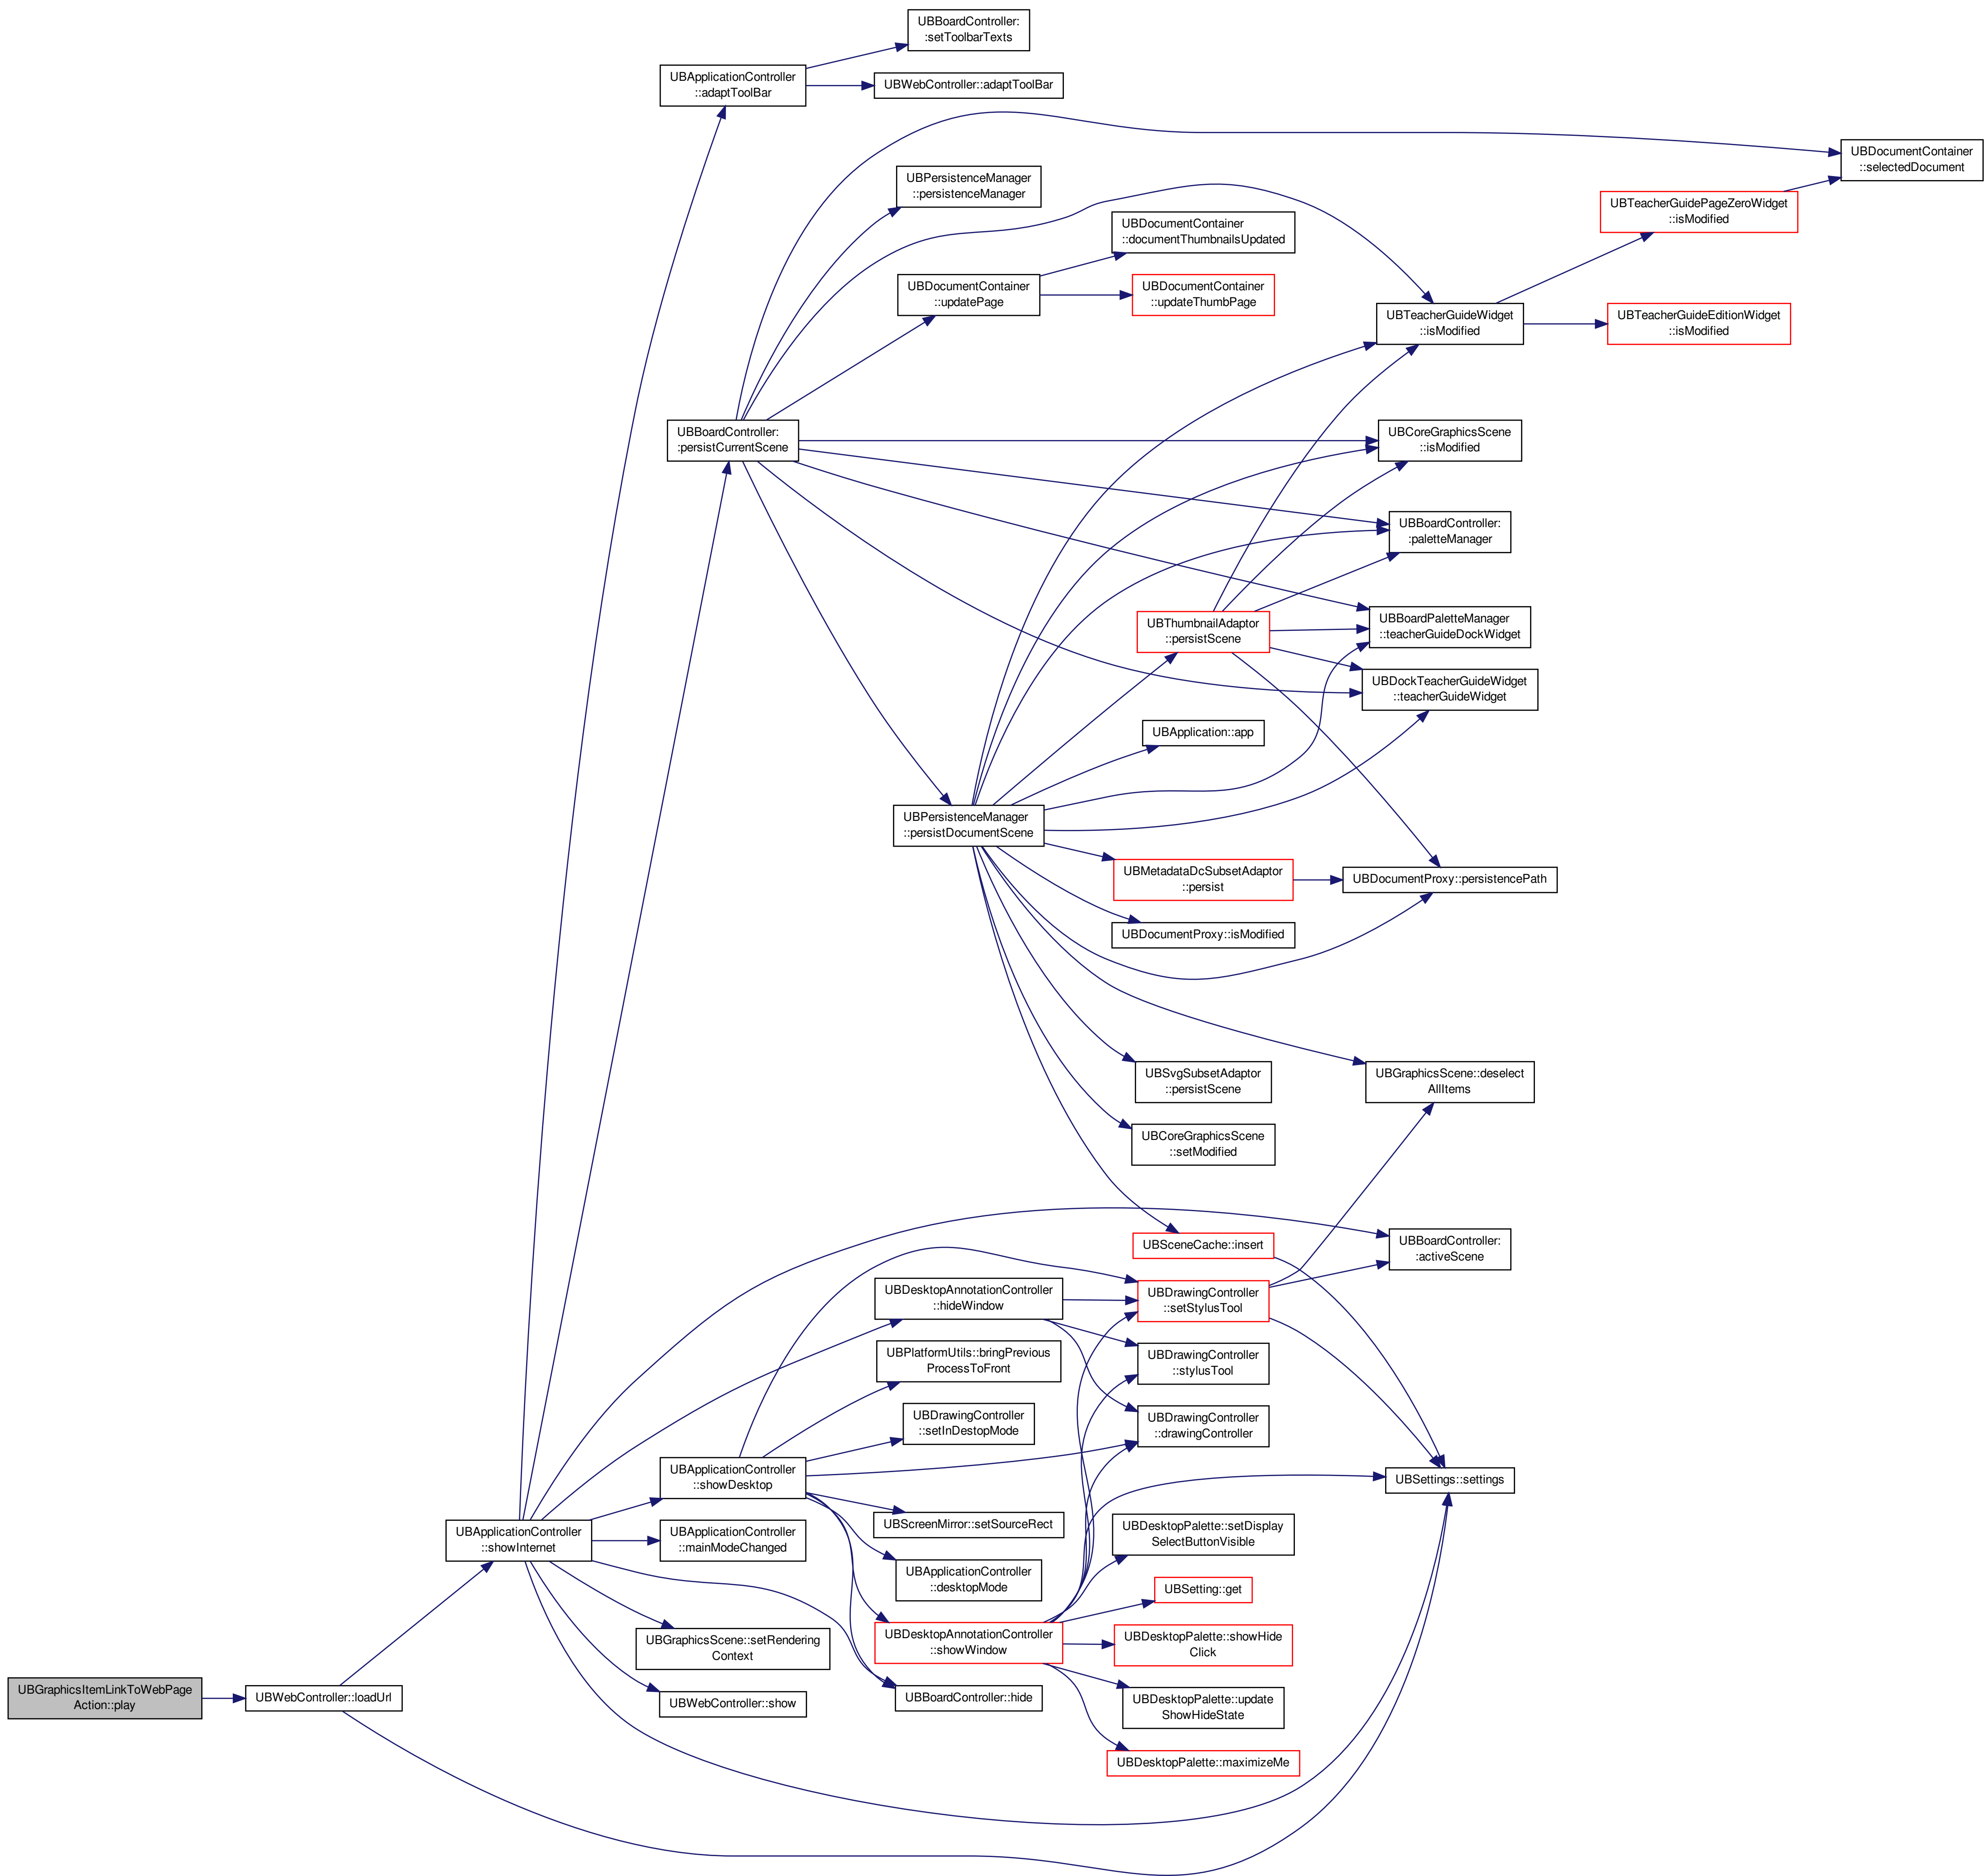 UBBoardController:
:setToolbarTexts
UBApplicationController
::adaptToolBar
UBWebController::adaptToolBar
UBDocumentContainer
::selectedDocument
UBPersistenceManager
::persistenceManager
UBTeacherGuidePageZeroWidget
::isModified
UBDocumentContainer
::documentThumbnailsUpdated
UBDocumentContainer
::updatePage
UBDocumentContainer
::updateThumbPage
UBTeacherGuideWidget
::isModified
UBTeacherGuideEditionWidget
::isModified
UBBoardController:
:persistCurrentScene
UBCoreGraphicsScene
::isModified
UBBoardController:
:paletteManager
UBThumbnailAdaptor
::persistScene
UBBoardPaletteManager
::teacherGuideDockWidget
UBDockTeacherGuideWidget
::teacherGuideWidget
UBApplication::app
UBPersistenceManager
::persistDocumentScene
UBMetadataDcSubsetAdaptor
::persist
UBDocumentProxy::persistencePath
UBDocumentProxy::isModified
UBSvgSubsetAdaptor
::persistScene
UBGraphicsScene::deselect
AllItems
UBCoreGraphicsScene
::setModified
UBSceneCache::insert
UBBoardController:
:activeScene
UBDesktopAnnotationController
::hideWindow
UBDrawingController
::setStylusTool
UBPlatformUtils::bringPrevious
ProcessToFront
UBDrawingController
::stylusTool
UBDrawingController
::setInDestopMode
UBDrawingController
::drawingController
UBApplicationController
::showDesktop
UBSettings::settings
UBScreenMirror::setSourceRect
UBDesktopPalette::setDisplay
SelectButtonVisible
UBApplicationController
::showInternet
UBApplicationController
::mainModeChanged
UBApplicationController
::desktopMode
UBSetting::get
UBDesktopAnnotationController
::showWindow
UBDesktopPalette::showHide
Click
UBGraphicsScene::setRendering
Context
UBGraphicsItemLinkToWebPage
Action::play
UBWebController::loadUrl
UBWebController::show
UBBoardController::hide
UBDesktopPalette::update
ShowHideState
UBDesktopPalette::maximizeMe